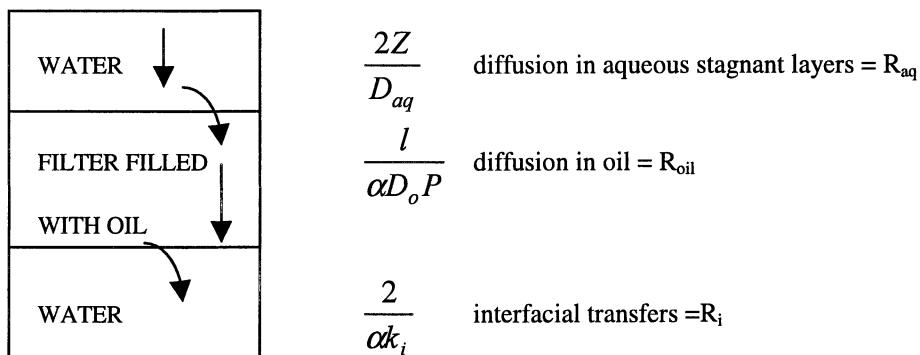 WATER
2Z / D_aq diffusion in aqueous stagnant layers = R_aq
FILTER FILLED
l / αD_oP diffusion in oil = R_oil
WITH OIL
WATER
2 / αk_i interfacial transfers =R_i